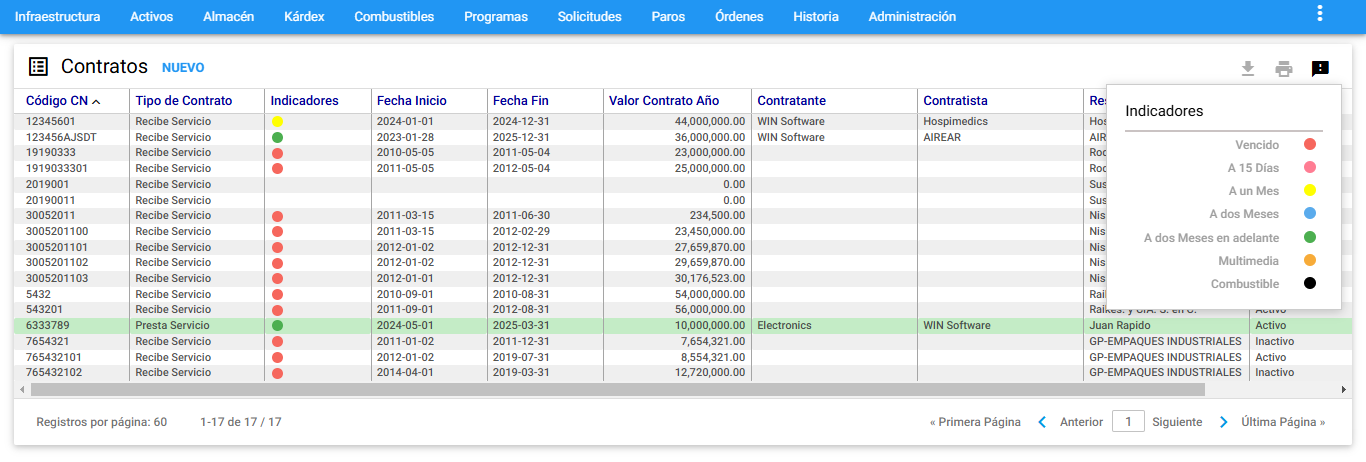 Infraestructura Activos Almacén Kárdex Combustibles Programas Solicitudes Paros Órdenes Historia Administración
Contratos NUEVO
Código CN Tipo de Contrato Indicadores Fecha Inicio Fecha Fin Valor Contrato Año Contratante Contratista Res
12345601 Recibe Servicio 2024-01-01 2024-12-31 44,000,000.00 WIN Software Hospimedics Hos
123456AJSDT Recibe Servicio 2023-01-28 2025-12-31 36,000,000.00 WIN Software AIREAR AIR
19190333 Recibe Servicio 2010-05-05 2011-05-04 23,000,000.00 Roc
1919033301 Recibe Servicio 2011-05-05 2012-05-04 25,000,000.00 Roc
2019001 Recibe Servicio 0.00 Sus
20190011 Recibe Servicio 0.00 Sus
30052011 Recibe Servicio 2011-03-15 2011-06-30 234,500.00 Nis
3005201100 Recibe Servicio 2011-03-15 2012-02-29 23,450,000.00 Nis
3005201101 Recibe Servicio 2012-01-02 2012-12-31 27,659,870.00 Nis
3005201102 Recibe Servicio 2012-01-02 2012-12-31 29,659,870.00 Nis
3005201103 Recibe Servicio 2012-01-01 2012-12-31 30,176,523.00 Nis
5432 Recibe Servicio 2010-09-01 2010-08-31 54,000,000.00 Rail
543201 Recibe Servicio 2011-09-01 2012-08-31 56,000,000.00 Raikes. y CIA. S. en C. Activo
6333789 Presta Servicio 2024-05-01 2025-03-31 10,000,000.00 Electronics WIN Software Juan Rapido Activo
7654321 Recibe Servicio 2011-01-02 2011-12-31 7,654,321.00 GP-EMPAQUES INDUSTRIALES Inactivo
765432101 Recibe Servicio 2012-01-02 2019-07-31 8,554,321.00 GP-EMPAQUES INDUSTRIALES Activo
765432102 Recibe Servicio 2014-04-01 2019-03-31 12,720,000.00 GP-EMPAQUES INDUSTRIALES Inactivo
Indicadores
Vencido
A 15 Días
A un Mes
A dos Meses
A dos Meses en adelante
Multimedia
Combustible
Registros por página: 60 1-17 de 17 / 17 « Primera Página Anterior 1 Siguiente Última Página »